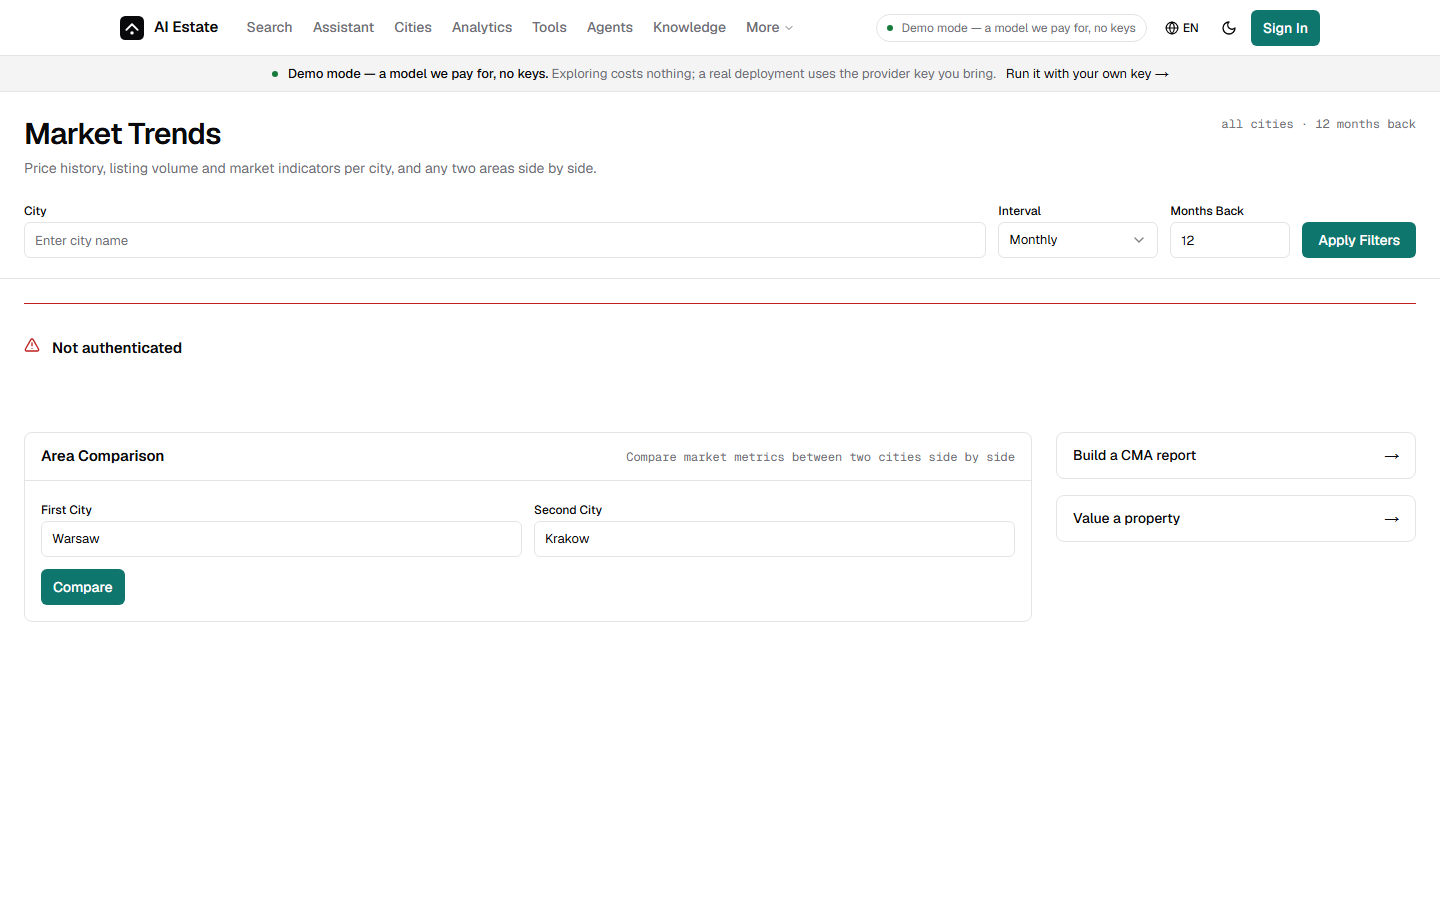 AI Estate Search Assistant Cities Analytics Tools Agents Knowledge More Demo mode — a model we pay for, no keys EN Sign In
Demo mode — a model we pay for, no keys. Exploring costs nothing; a real deployment uses the provider key you bring. Run it with your own key →
Market Trends
all cities · 12 months back
Price history, listing volume and market indicators per city, and any two areas side by side.
City Interval Months Back
Enter city name Monthly 12 Apply Filters
Not authenticated
Area Comparison Compare market metrics between two cities side by side
First City Second City
Warsaw Krakow
Compare
Build a CMA report →
Value a property →